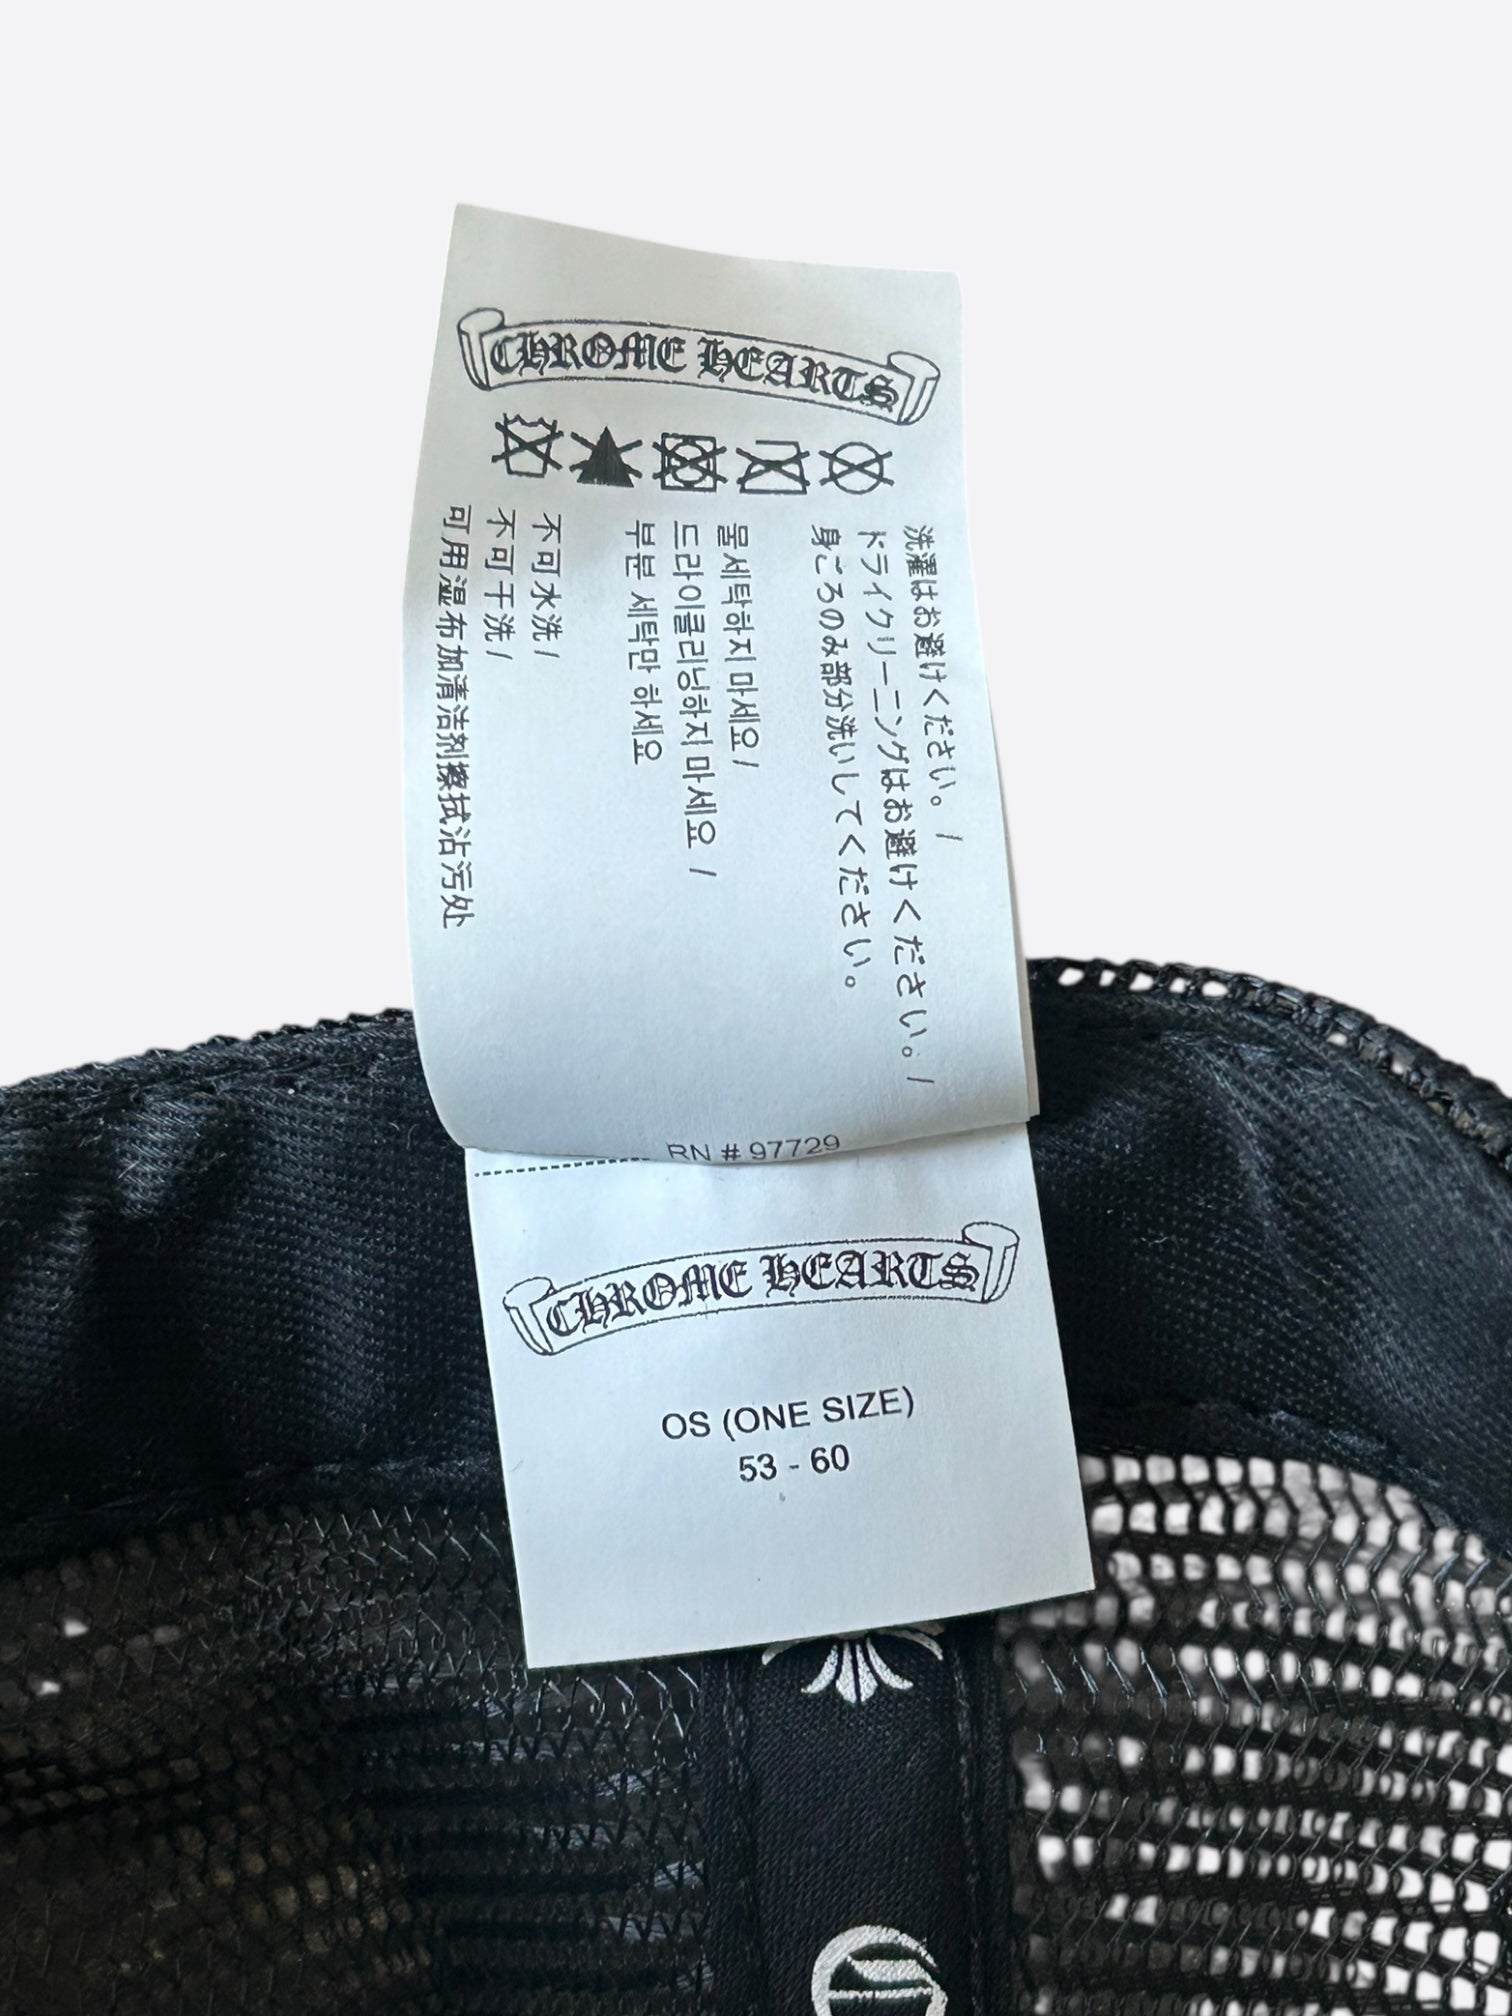 CHROME HEARTS
洗濯はお避けください。/
ドライクリーニングはお避けください。/
身ごろのみ部分洗いしてください。
물세탁하지 마세요/
드라이클리닝하지 마세요 /
부분 세탁만 하세요
不可水洗/
不可干洗/
可用湿布加清洁剂擦拭沾污处
RN # 97729
CHROME HEARTS
OS (ONE SIZE)
53 - 60